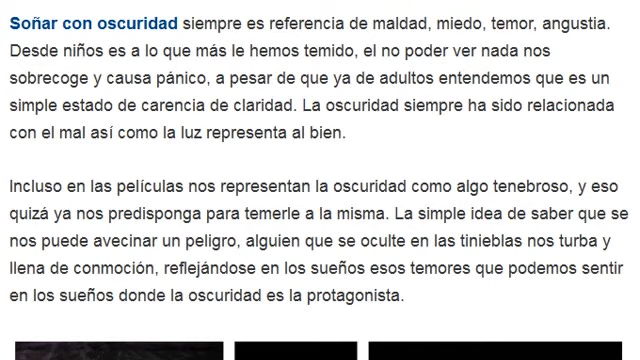 Soñar con oscuridad siempre es referencia de maldad, miedo, temor, angustia.
Desde niños es a lo que más le hemos temido, el no poder ver nada nos
sobrecoge y causa pánico, a pesar de que ya de adultos entendemos que es un
simple estado de carencia de claridad. La oscuridad siempre ha sido relacionada
con el mal así como la luz representa al bien.
Incluso en las películas nos representan la oscuridad como algo tenebroso, y eso
quizá ya nos predisponga para temerle a la misma. La simple idea de saber que se
nos puede avecinar un peligro, alguien que se oculte en las tinieblas nos turba y
llena de conmoción, reflejándose en los sueños esos temores que podemos sentir
en los sueños donde la oscuridad es la protagonista.